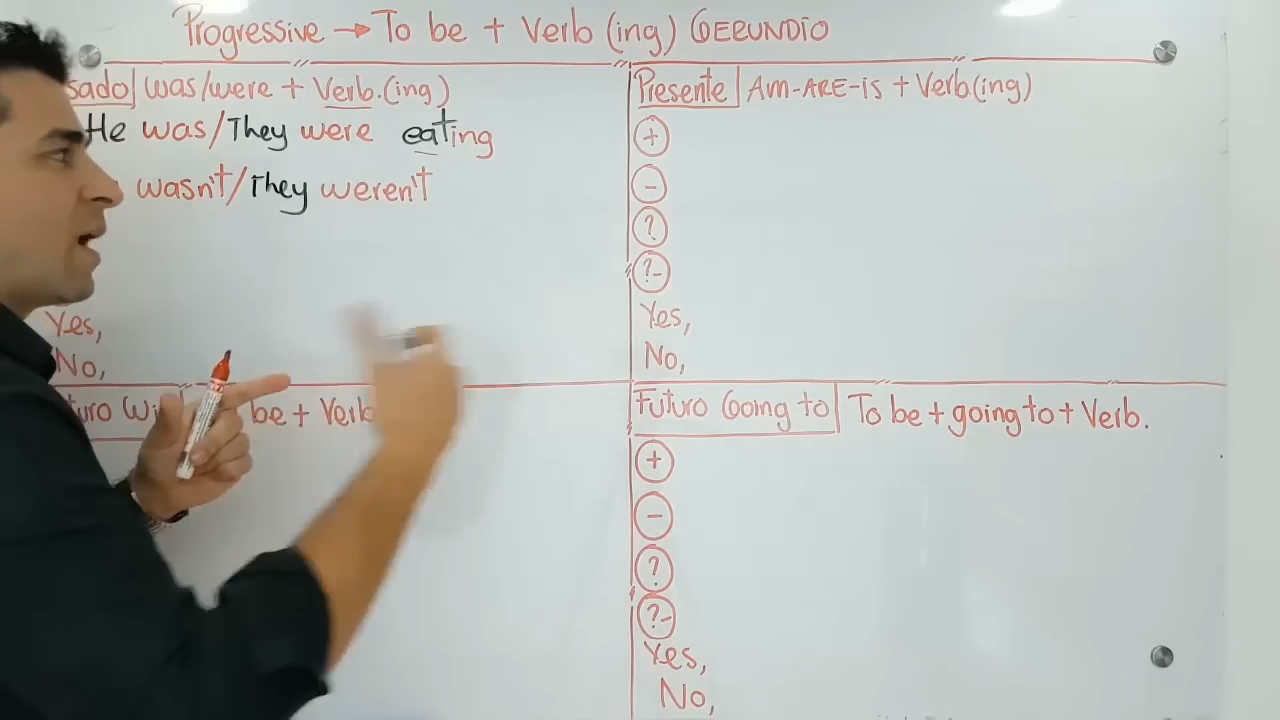 Progressive → To be + Verb (ing) GERUNDIO
sado was/were + Verb.(ing)
He was/They were eating
wasn't/They weren't
Yes,
No,
uro be + Verb
Presente AM-ARE-is + Verb(ing)
+
-
?
?-
Yes,
No,
Futuro Going to To be + going to + Verb.
+
-
?
?-
Yes,
No,